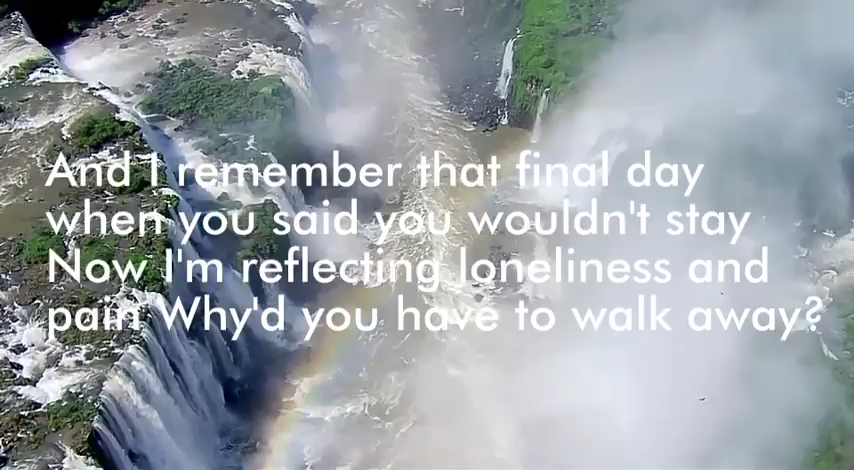 And I remember that final day
when you said you wouldn't stay
Now I'm reflecting loneliness and
pain Why'd you have to walk away?